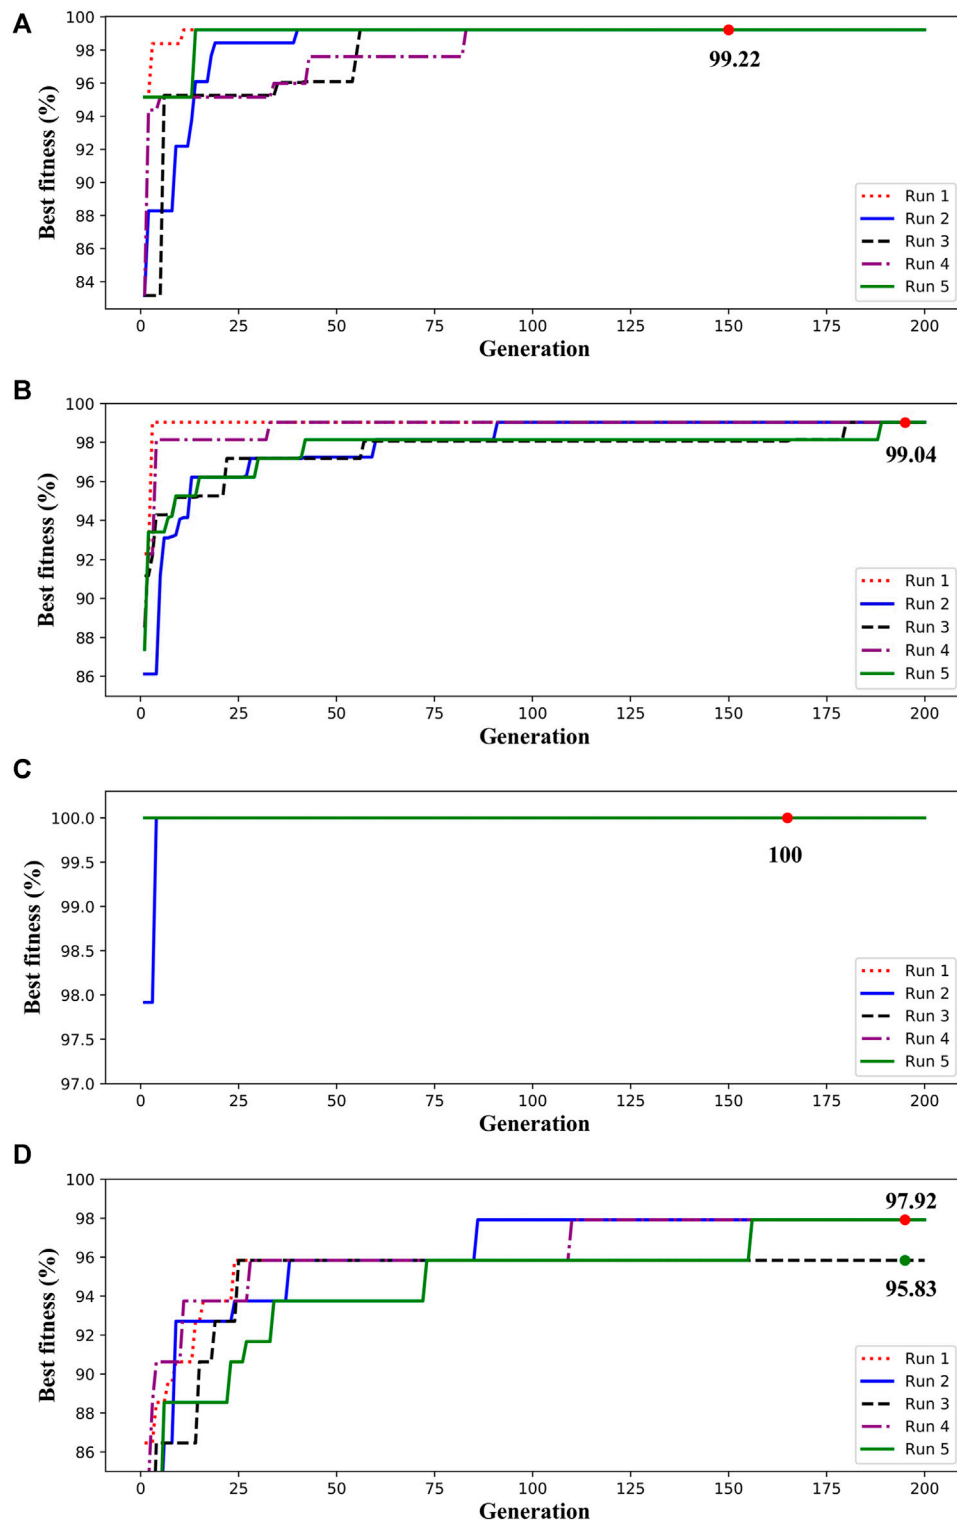 A
100
98
96
94
92
90
88
86
84
Best fitness (%)
99.22
Run 1
Run 2
Run 3
Run 4
Run 5
0 25 50 75 100 125 150 175 200
Generation
B
100
98
96
94
92
90
88
86
Best fitness (%)
99.04
Run 1
Run 2
Run 3
Run 4
Run 5
0 25 50 75 100 125 150 175 200
Generation
C
100.0
99.5
99.0
98.5
98.0
97.5
97.0
Best fitness (%)
100
Run 1
Run 2
Run 3
Run 4
Run 5
0 25 50 75 100 125 150 175 200
Generation
D
100
98
96
94
92
90
88
86
Best fitness (%)
97.92
95.83
Run 1
Run 2
Run 3
Run 4
Run 5
0 25 50 75 100 125 150 175 200
Generation